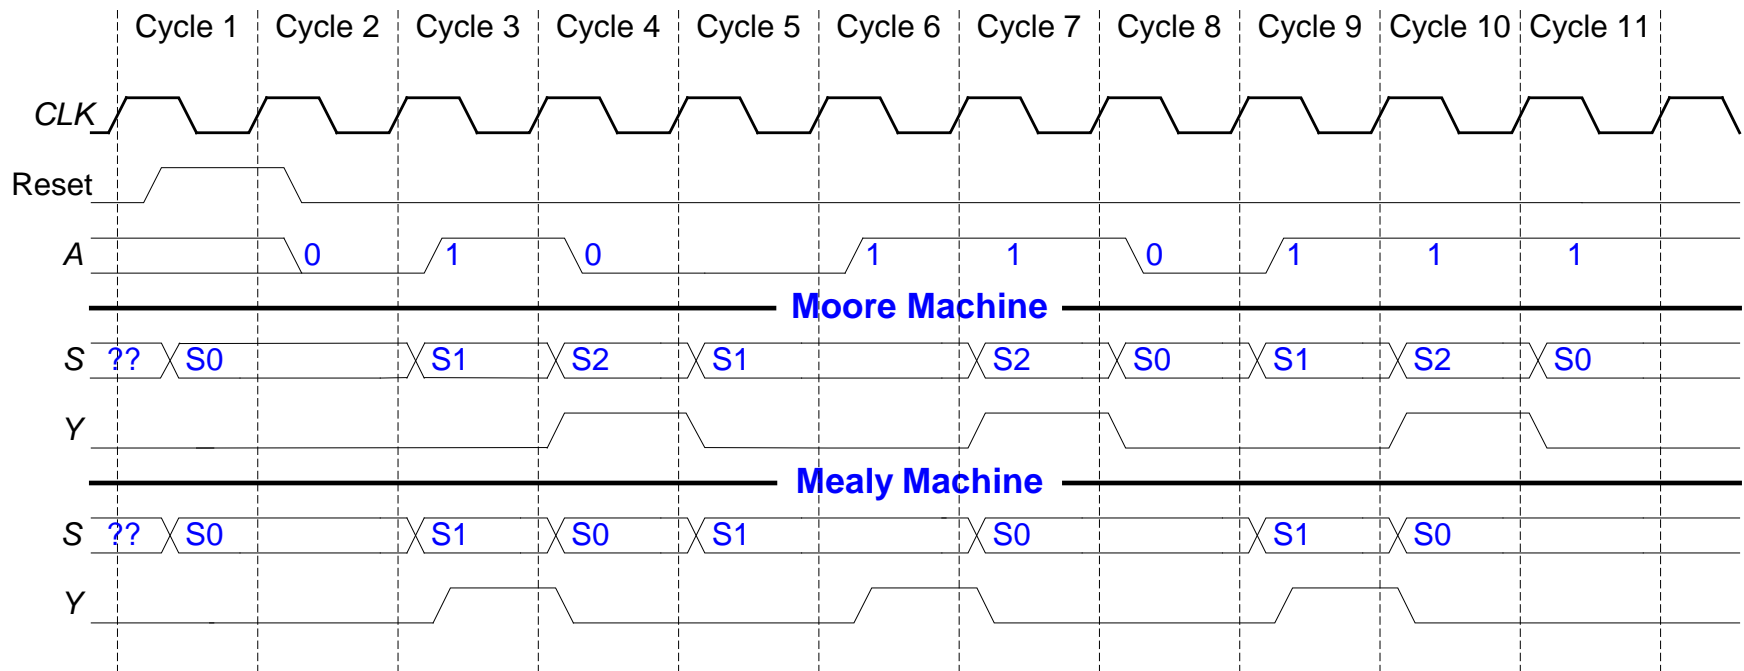 Cycle 1 Cycle 2 Cycle 3 Cycle 4 Cycle 5 Cycle 6 Cycle 7 Cycle 8 Cycle 9 Cycle 10 Cycle 11
CLK
Reset
A 0 1 0 1 1 0 1 1 1
Moore Machine
S ?? S0 S1 S2 S1 S2 S0 S1 S2 S0
Y
Mealy Machine
S ?? S0 S1 S0 S1 S0 S1 S0
Y